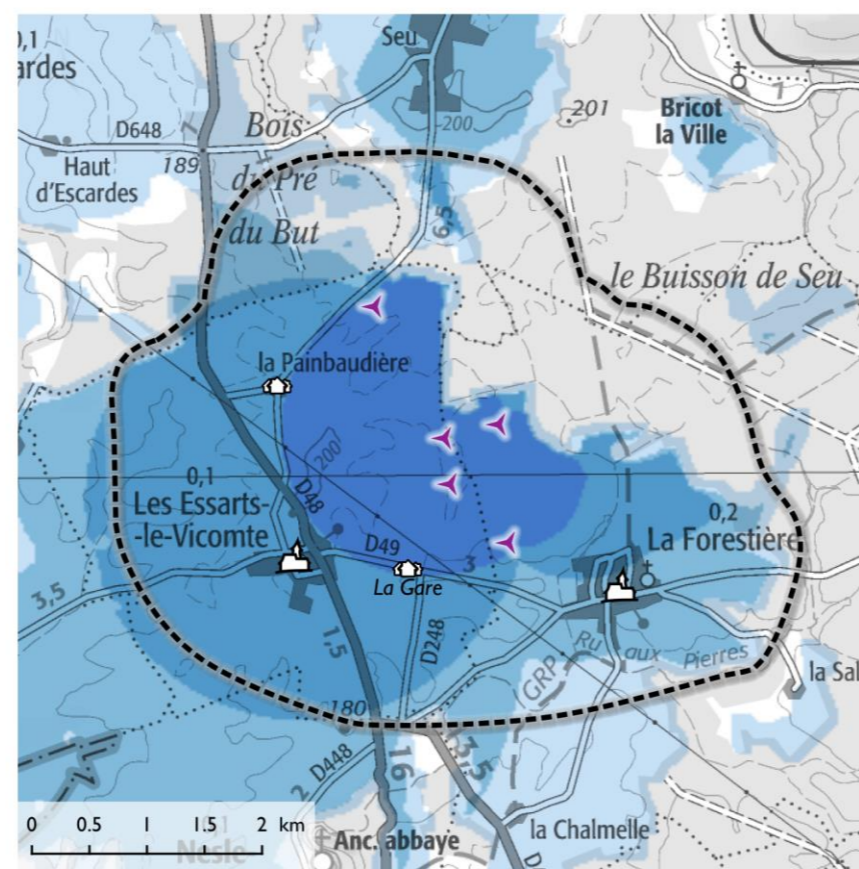 0,1
ardes
Seu
D648
189
Haut
d'Escardes
Bois
du Pré
du But
200
201
Bricot
la Ville
6,5
le Buisson de Seu
la Painbaudière
200
0,1
Les Essarts-
-le-Vicomte
D48
D49
3
La Gare
0,2
La Forestière
3,5
1,5
D248
GRP
Ru aux Pierres
la Sal
180
D448
2
16
3,5
la Chalmelle
0 0.5 1 1.5 2 km
Nesle
Anc. abbaye